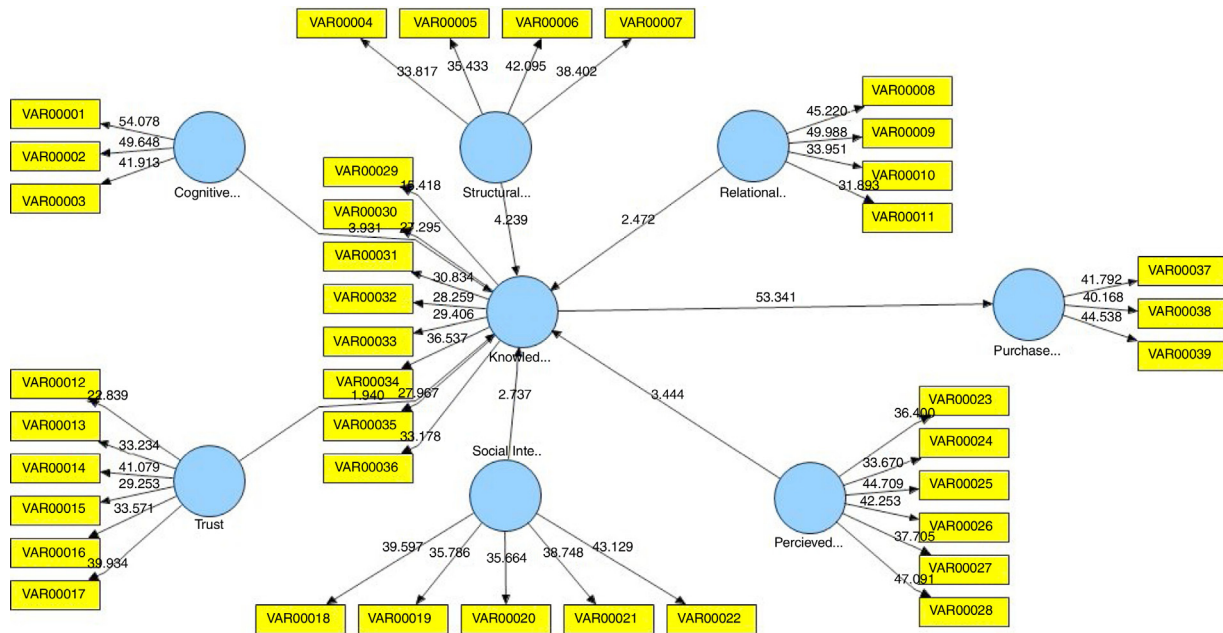 VAR00004
VAR00005
VAR00006
VAR00007
33.817
35.433
42.095
38.402
Structural...
4.239
VAR00001
VAR00002
VAR00003
54.078
49.648
41.913
Cognitive...
3.931
VAR00008
VAR00009
VAR00010
VAR00011
45.220
49.988
33.951
31.893
Relational..
2.472
VAR00029
VAR00030
VAR00031
VAR00032
VAR00033
VAR00034
VAR00035
VAR00036
15.418
27.295
30.834
28.259
29.406
36.537
27.967
33.178
Knowled...
53.341
VAR00037
VAR00038
VAR00039
41.792
40.168
44.538
Purchase...
VAR00012
VAR00013
VAR00014
VAR00015
VAR00016
VAR00017
22.839
33.234
41.079
29.253
33.571
39.934
Trust
1.940
2.737
Social Inte..
39.597
35.786
35.664
38.748
43.129
VAR00018
VAR00019
VAR00020
VAR00021
VAR00022
3.444
Percieved...
VAR00023
VAR00024
VAR00025
VAR00026
VAR00027
VAR00028
36.400
33.670
44.709
42.253
37.705
47.091